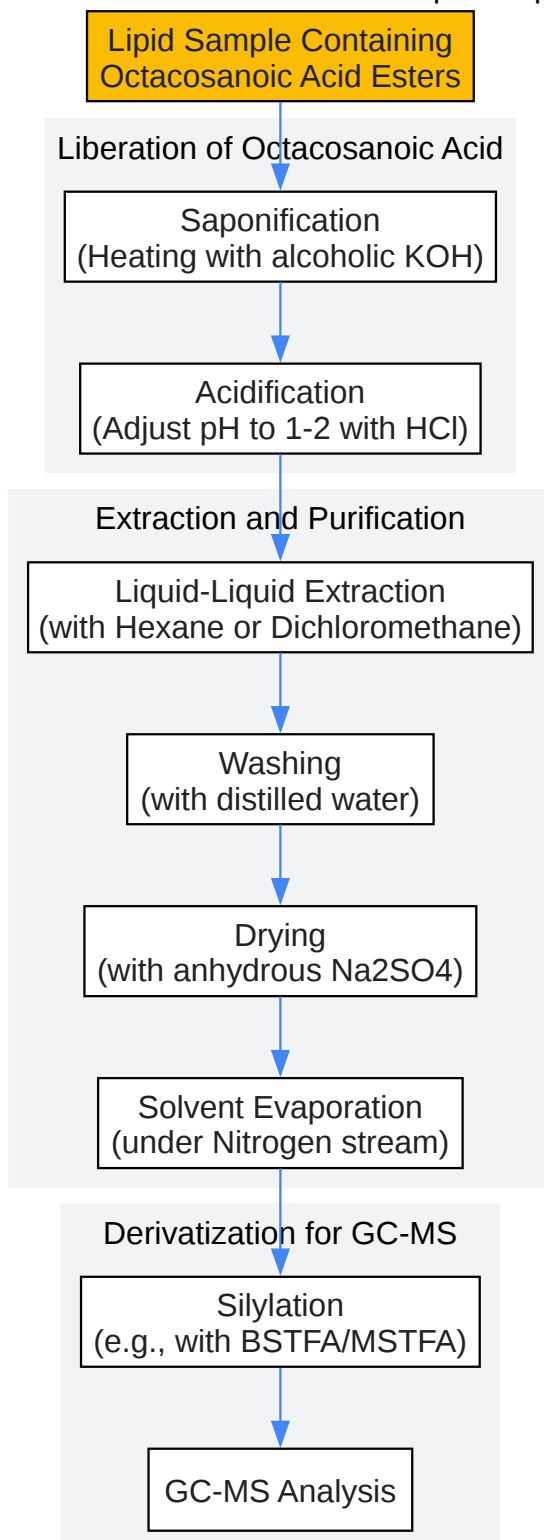 Lipid Sample Containing
Octacosanoic Acid Esters
Liberation of Octacosanoic Acid
Saponification
(Heating with alcoholic KOH)
Acidification
(Adjust pH to 1-2 with HCl)
Extraction and Purification
Liquid-Liquid Extraction
(with Hexane or Dichloromethane)
Washing
(with distilled water)
Drying
(with anhydrous Na2SO4)
Solvent Evaporation
(under Nitrogen stream)
Derivatization for GC-MS
Silylation
(e.g., with BSTFA/MSTFA)
GC-MS Analysis